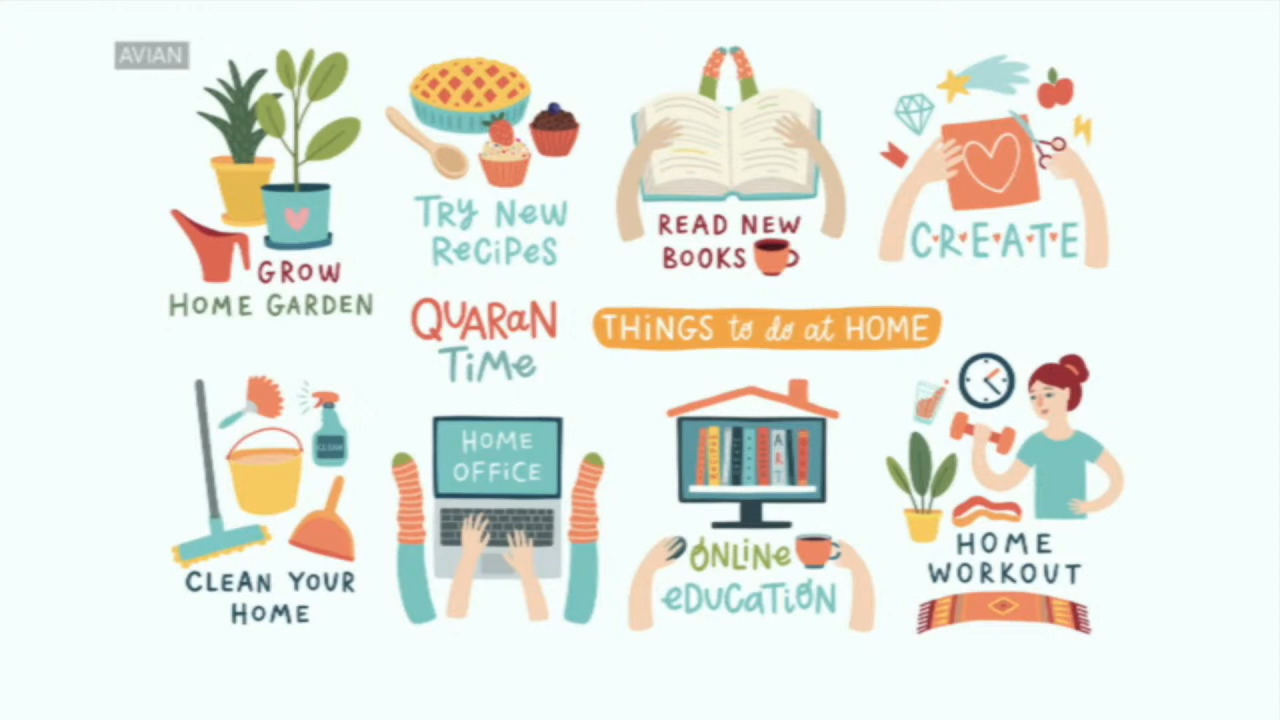 AVIAN
GROW
HOME GARDEN
TRY NeW
ReCiPeS
READ NEW
BOOKS
CREATE
QUARaN
TiMe
THiNGS to do at HOME
CLEAN YOUR
HOME
HOME
OFFiCE
ONLiNe
eDUCaTiON
HOME
WORKOUT
CLEAN
ART